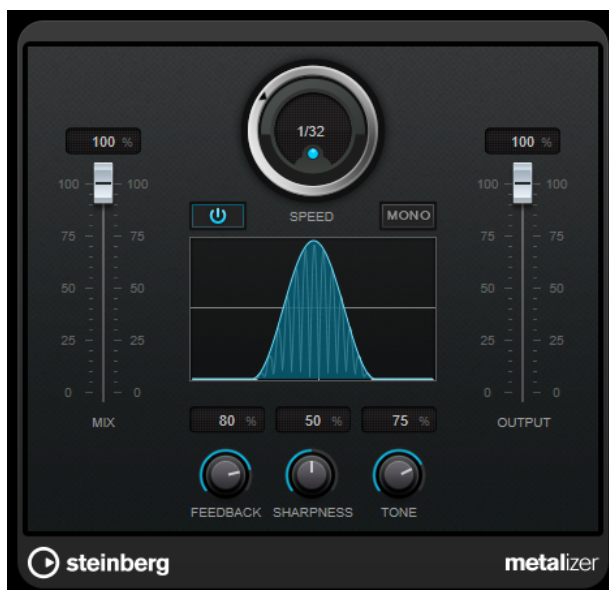 1/32
100 %
100 %
SPEED
MONO
100 100
75 75
50 50
25 25
0 0
MIX
100 100
75 75
50 50
25 25
0 0
OUTPUT
80 %
50 %
75 %
FEEDBACK
SHARPNESS
TONE
steinberg
metalizer